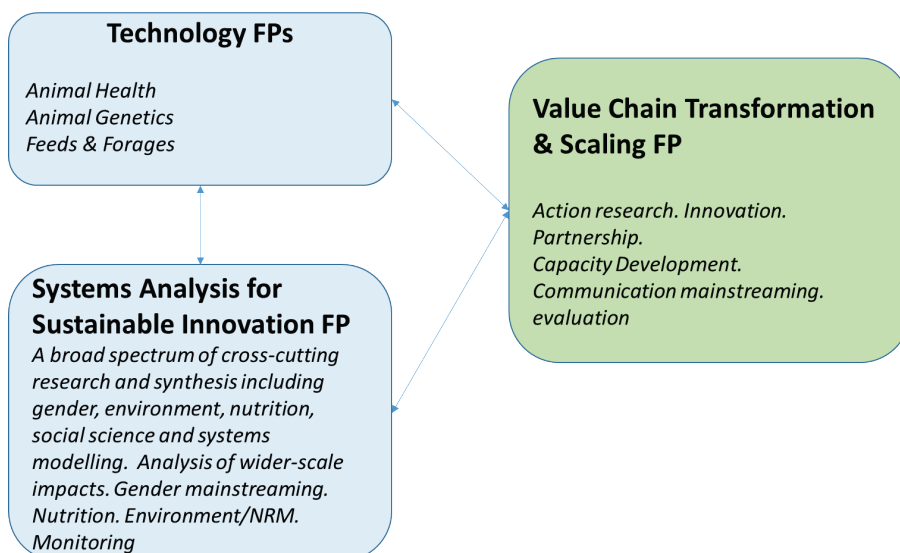 Technology FPs
Animal Health
Animal Genetics
Feeds & Forages
Value Chain Transformation
& Scaling FP
Action research. Innovation.
Partnership.
Capacity Development.
Communication mainstreaming.
evaluation
Systems Analysis for
Sustainable Innovation FP
A broad spectrum of cross-cutting
research and synthesis including
gender, environment, nutrition,
social science and systems
modelling.  Analysis of wider-scale
impacts. Gender mainstreaming.
Nutrition. Environment/NRM.
Monitoring